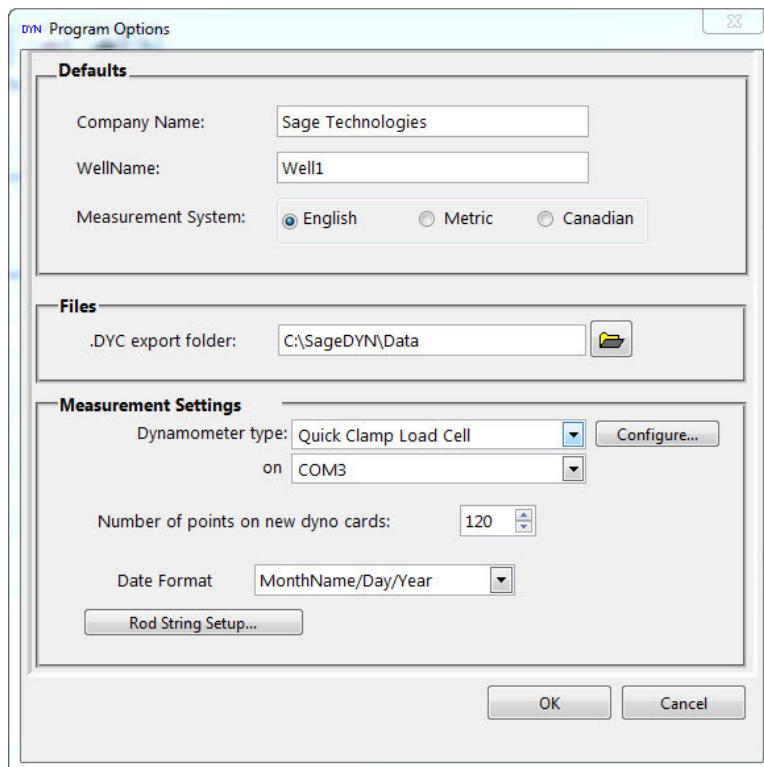 DYN Program Options
Defaults
Company Name: Sage Technologies
WellName: Well1
Measurement System: English Metric Canadian
Files
.DYC export folder: C:\SageDYN\Data
Measurement Settings
Dynamometer type: Quick Clamp Load Cell Configure...
on COM3
Number of points on new dyno cards: 120
Date Format MonthName/Day/Year
Rod String Setup...
OK Cancel